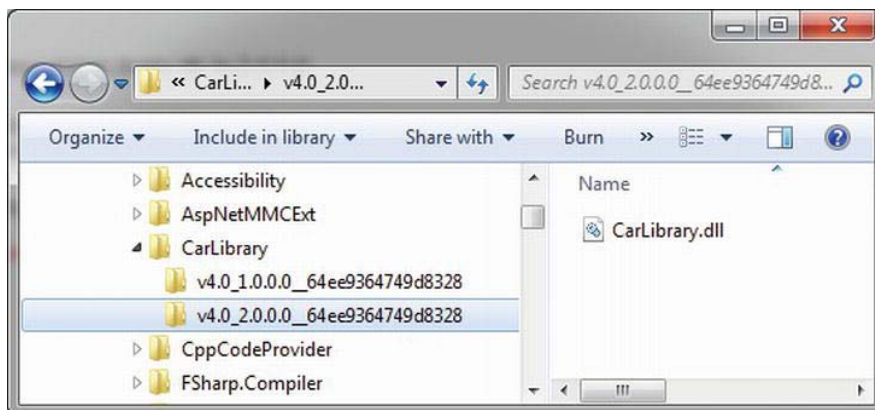 « CarLi... ▸ v4.0_2.0...
Search v4.0_2.0.0.0__64ee9364749d8...
Organize
Include in library
Share with
Burn
»
Accessibility
AspNetMMCExt
CarLibrary
v4.0_1.0.0.0__64ee9364749d8328
v4.0_2.0.0.0__64ee9364749d8328
CppCodeProvider
FSharp.Compiler
Name
CarLibrary.dll